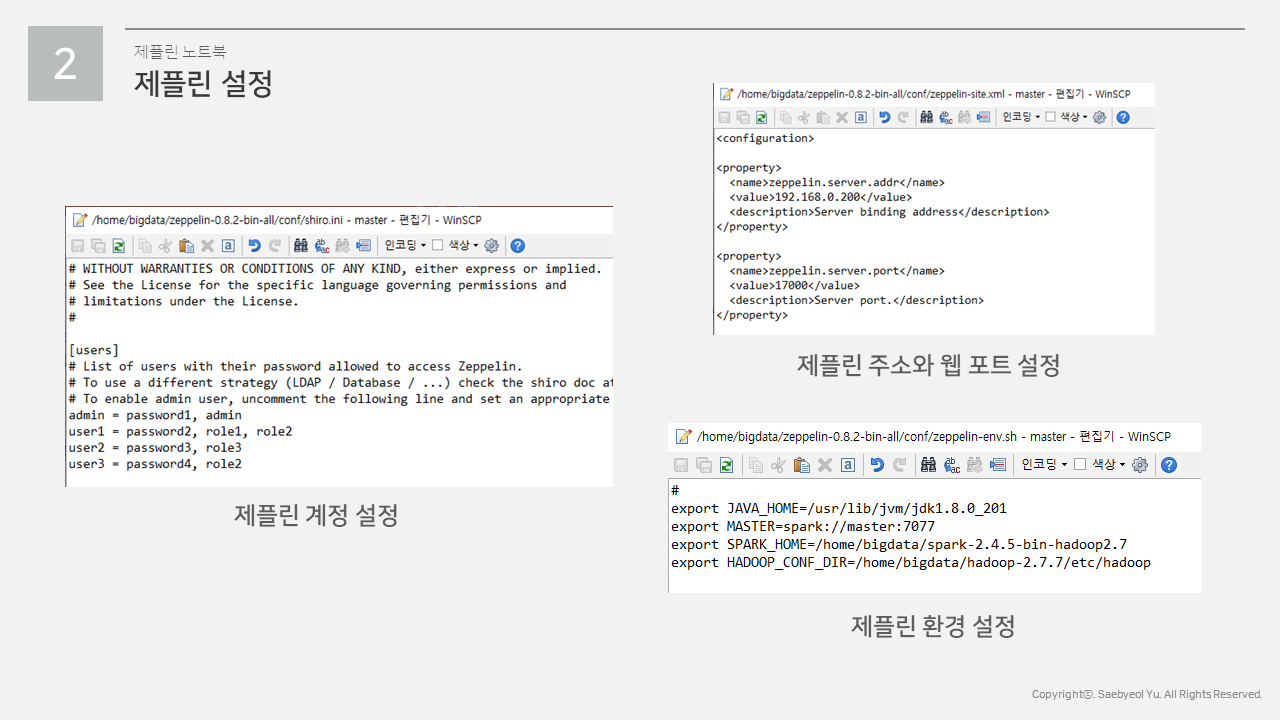 2
제플린 노트북
제플린 설정
/home/bigdata/zeppelin-0.8.2-bin-all/conf/shiro.ini - master - 편집기 - WinSCP
인코딩 색상
# WITHOUT WARRANTIES OR CONDITIONS OF ANY KIND, either express or implied.
# See the License for the specific language governing permissions and
# limitations under the License.
#
[users]
# List of users with their password allowed to access Zeppelin.
# To use a different strategy (LDAP / Database / ...) check the shiro doc at
# To enable admin user, uncomment the following line and set an appropriate
admin = password1, admin
user1 = password2, role1, role2
user2 = password3, role3
user3 = password4, role2
제플린 계정 설정
/home/bigdata/zeppelin-0.8.2-bin-all/conf/zeppelin-site.xml - master - 편집기 - WinSCP
인코딩 색상
<configuration>
<property>
<name>zeppelin.server.addr</name>
<value>192.168.0.200</value>
<description>Server binding address</description>
</property>
<property>
<name>zeppelin.server.port</name>
<value>17000</value>
<description>Server port.</description>
</property>
제플린 주소와 웹 포트 설정
/home/bigdata/zeppelin-0.8.2-bin-all/conf/zeppelin-env.sh - master - 편집기 - WinSCP
인코딩 색상
#
export JAVA_HOME=/usr/lib/jvm/jdk1.8.0_201
export MASTER=spark://master:7077
export SPARK_HOME=/home/bigdata/spark-2.4.5-bin-hadoop2.7
export HADOOP_CONF_DIR=/home/bigdata/hadoop-2.7.7/etc/hadoop
제플린 환경 설정
Copyrightⓒ. Saebyeol Yu. All Rights Reserved.